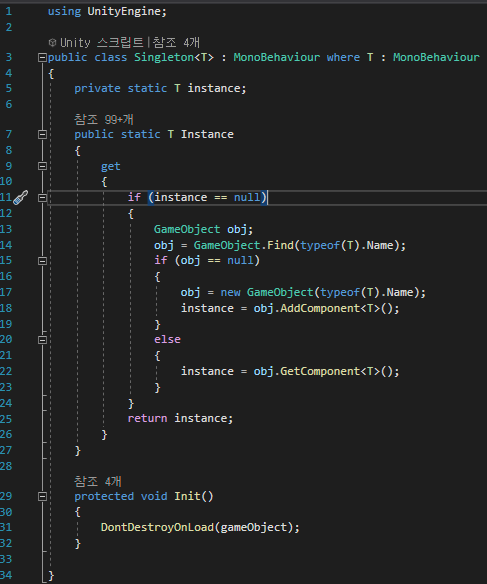 1 using UnityEngine;
2
Unity 스크립트|참조 4개
3 public class Singleton<T> : MonoBehaviour where T : MonoBehaviour
4 {
5 private static T instance;
6
참조 99+개
7 public static T Instance
8 {
9 get
10 {
11 if (instance == null)
12 {
13 GameObject obj;
14 obj = GameObject.Find(typeof(T).Name);
15 if (obj == null)
16 {
17 obj = new GameObject(typeof(T).Name);
18 instance = obj.AddComponent<T>();
19 }
20 else
21 {
22 instance = obj.GetComponent<T>();
23 }
24 }
25 return instance;
26 }
27 }
28
참조 4개
29 protected void Init()
30 {
31 DontDestroyOnLoad(gameObject);
32 }
33
34 }